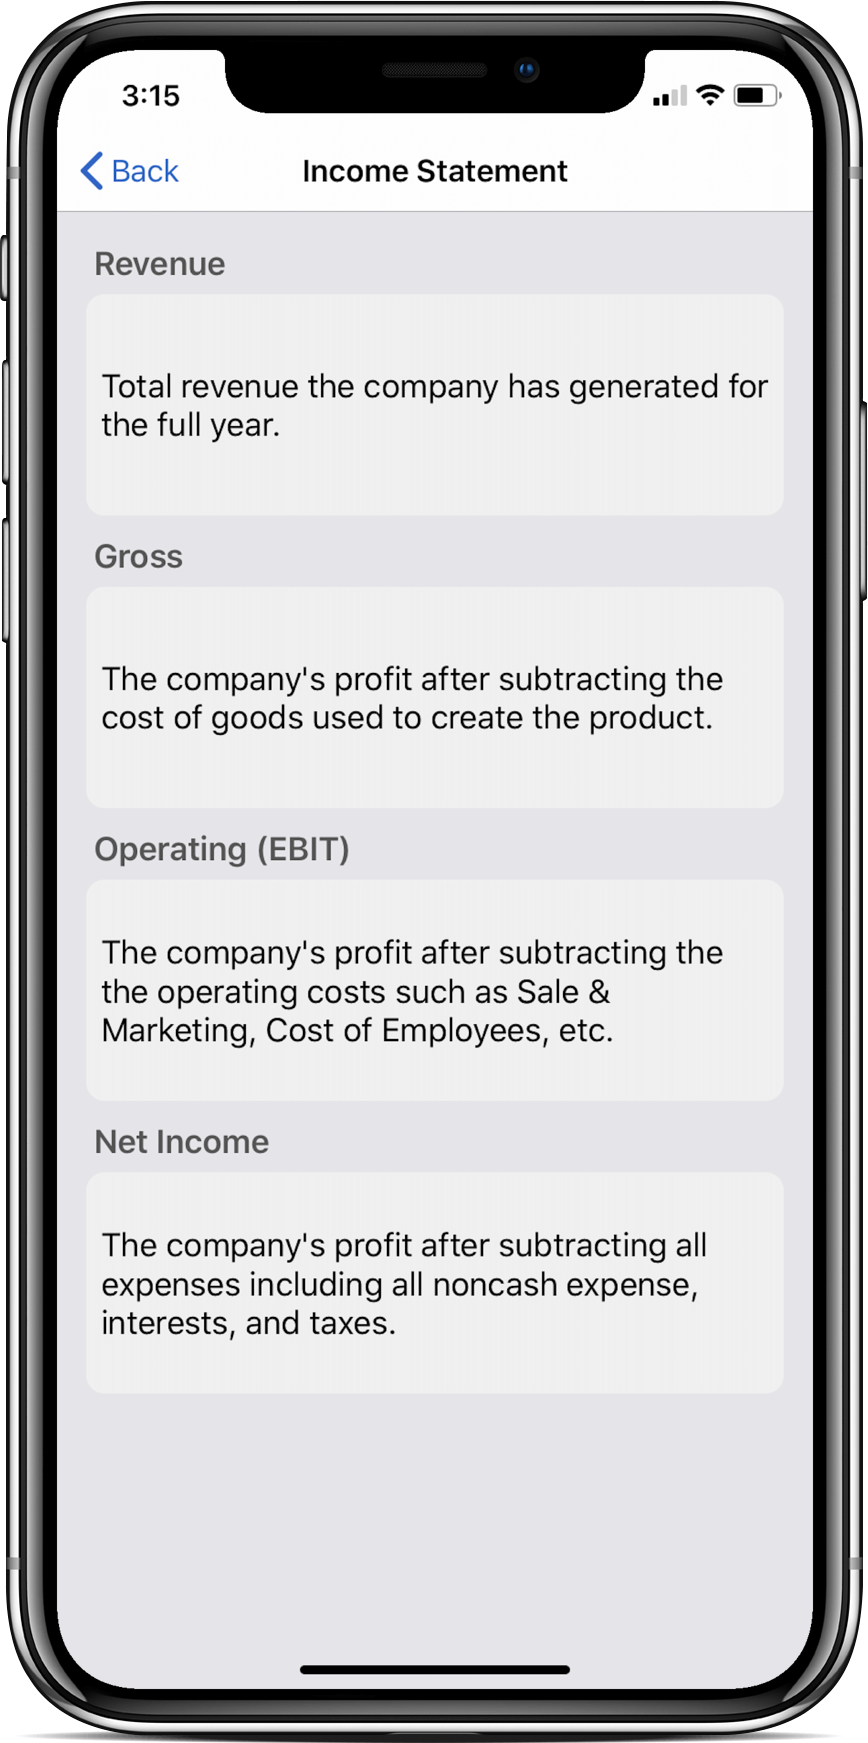 3:15
Back
Income Statement
Revenue
Total revenue the company has generated for
the full year.
Gross
The company's profit after subtracting the
cost of goods used to create the product.
Operating (EBIT)
The company's profit after subtracting the
the operating costs such as Sale &
Marketing, Cost of Employees, etc.
Net Income
The company's profit after subtracting all
expenses including all noncash expense,
interests, and taxes.